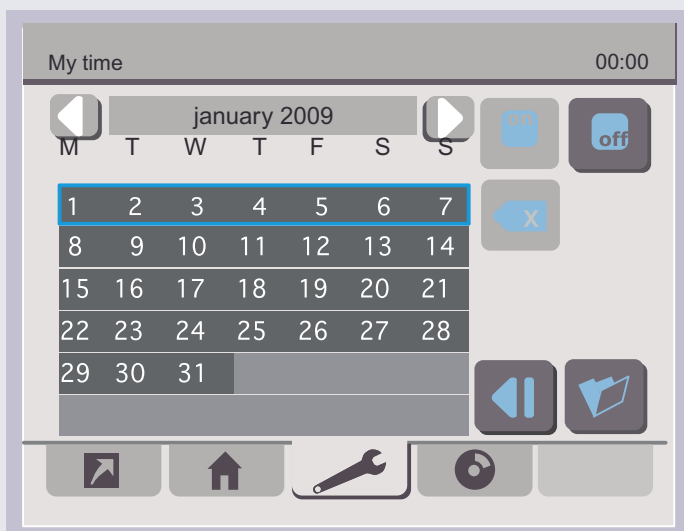 My time 00:00
january 2009
M T W T F S S
off
1 2 3 4 5 6 7
X
8 9 10 11 12 13 14
15 16 17 18 19 20 21
22 23 24 25 26 27 28
29 30 31